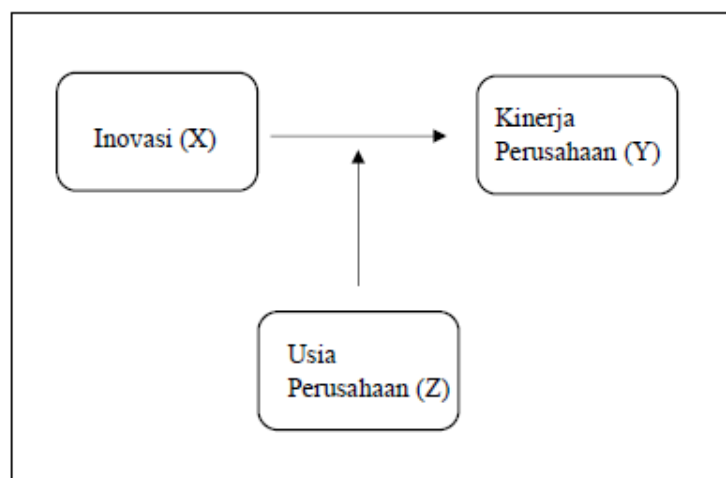 Inovasi (X)
Kinerja
Perusahaan (Y)
Usia
Perusahaan (Z)